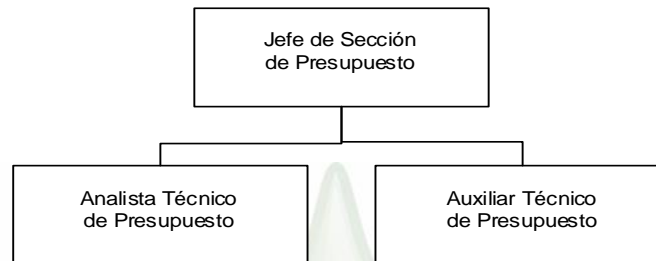 Jefe de Sección
de Presupuesto
Analista Técnico
de Presupuesto
Auxiliar Técnico
de Presupuesto